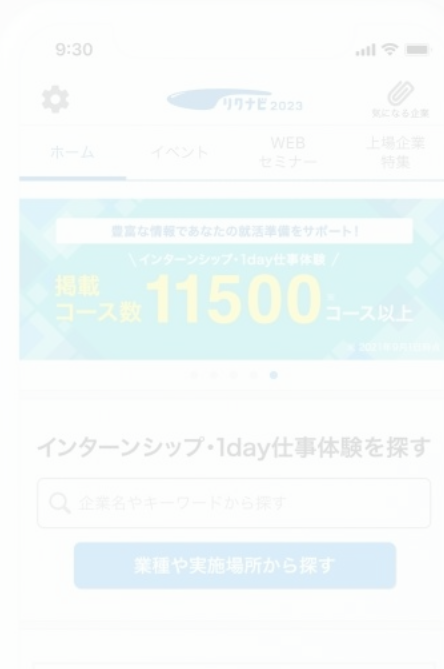 9:30
リクナビ2023
気になる企業
ホーム
イベント
WEB
セミナー
上場企業
特集
豊富な情報であなたの就活準備をサポート!
\ インターンシップ・1day仕事体験 /
掲載
コース数 11500 コース以上
インターンシップ・1day仕事体験を探す
企業名やキーワードから探す
業種や実施場所から探す